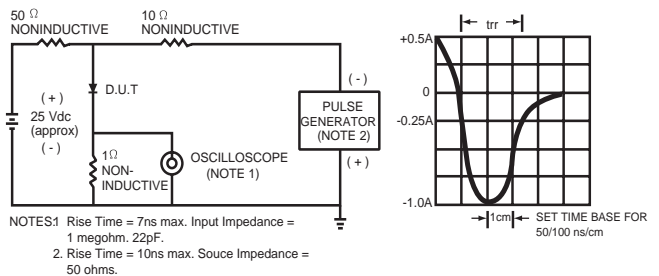 50 Ω
NONINDUCTIVE
10 Ω
NONINDUCTIVE
(+)
25 Vdc
(approx)
(-)
D.U.T
1Ω
NON-
INDUCTIVE
OSCILLOSCOPE
(NOTE 1)
(-)
PULSE
GENERATOR
(NOTE 2)
(+)
NOTES:1 Rise Time = 7ns max. Input Impedance =
1 megohm. 22pF.
2. Rise Time = 10ns max. Souce Impedance =
50 ohms.
trr
+0.5A
0
-0.25A
-1.0A
1cm
SET TIME BASE FOR
50/100 ns/cm